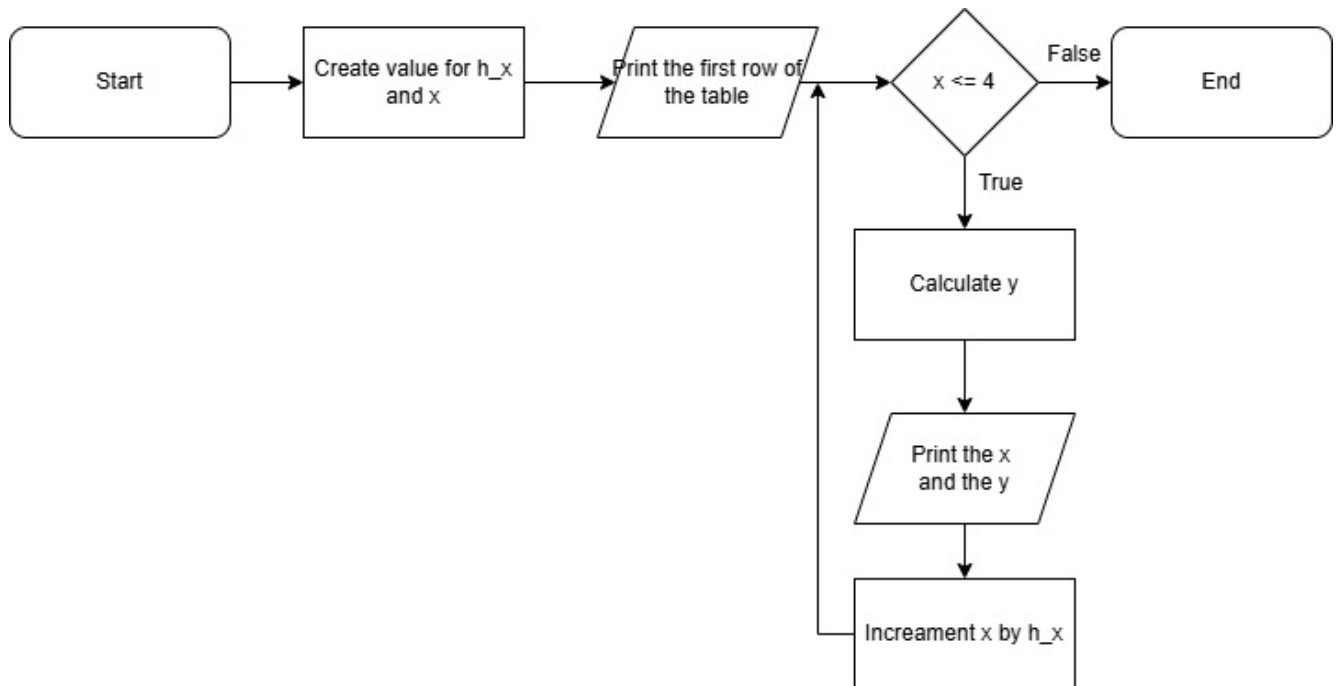 Start
Create value for h_x
and x
Print the first row of
the table
x <= 4
False
End
True
Calculate y
Print the x
and the y
Increament x by h_x